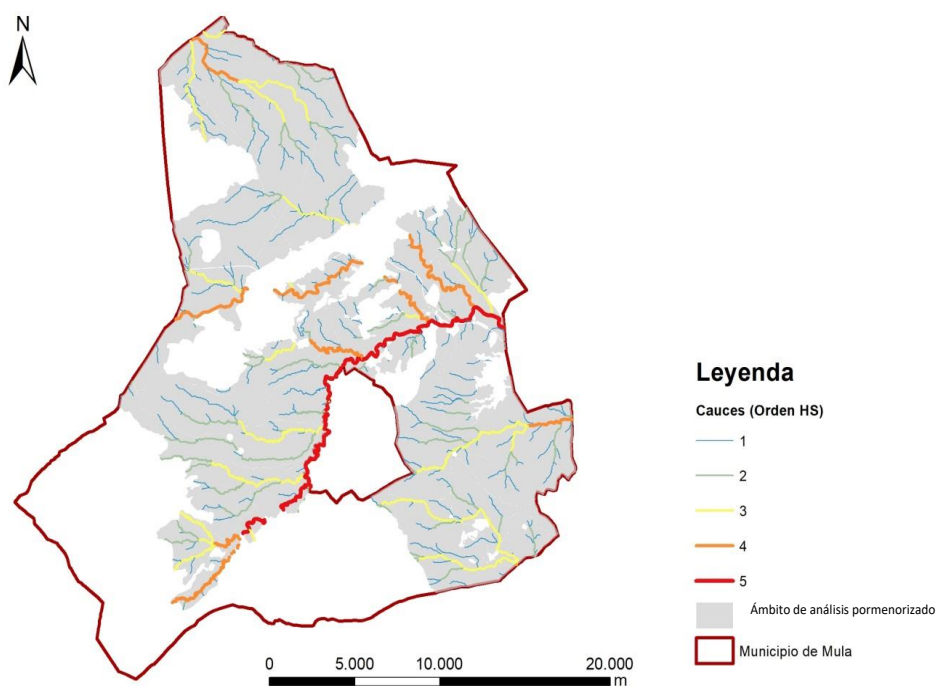 N
Leyenda
Cauces (Orden HS)
1
2
3
4
5
Ámbito de análisis pormenorizado
Municipio de Mula
0 5.000 10.000 20.000
m